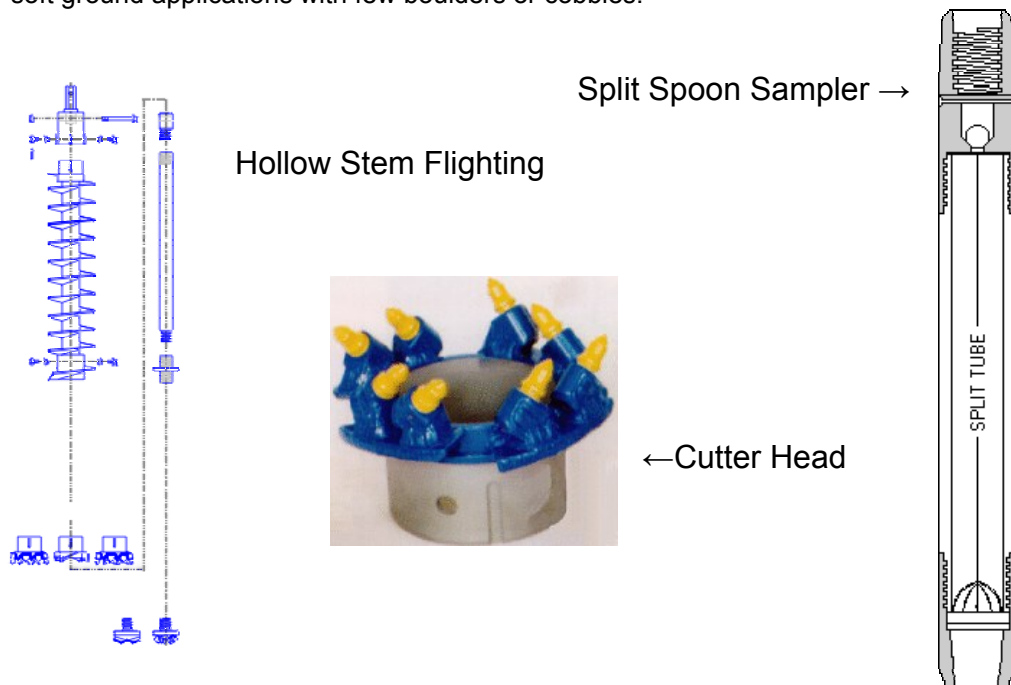 soft ground applications with few boulders or cobbles.
Split Spoon Sampler →
Hollow Stem Flighting
←Cutter Head
SPLIT TUBE